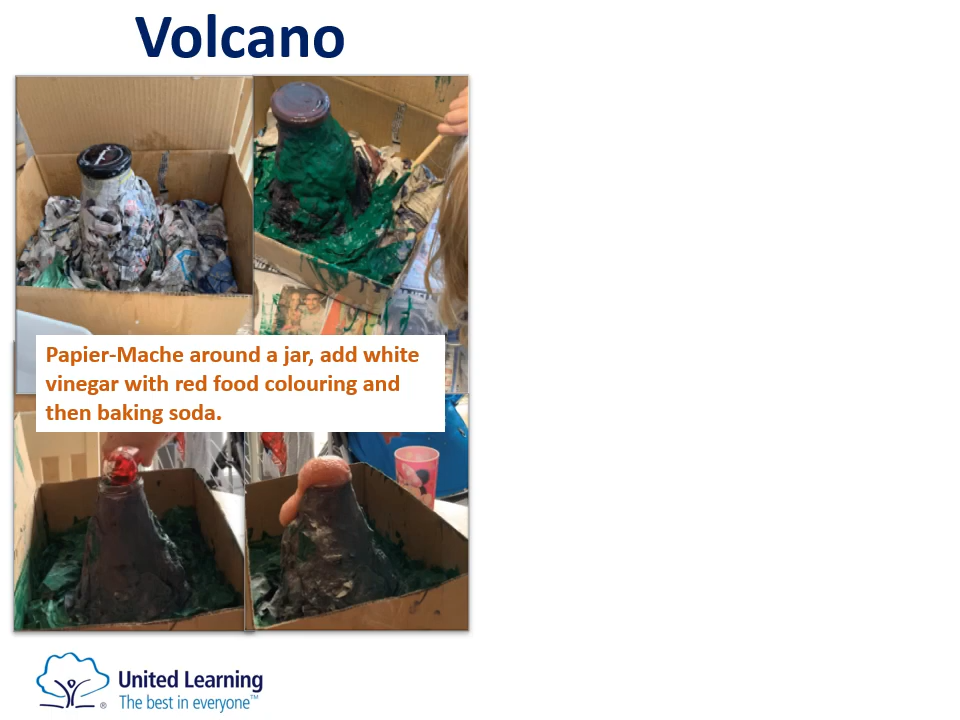 Volcano
Papier-Mache around a jar, add white
vinegar with red food colouring and
then baking soda.
United Learning
The best in everyone™
®